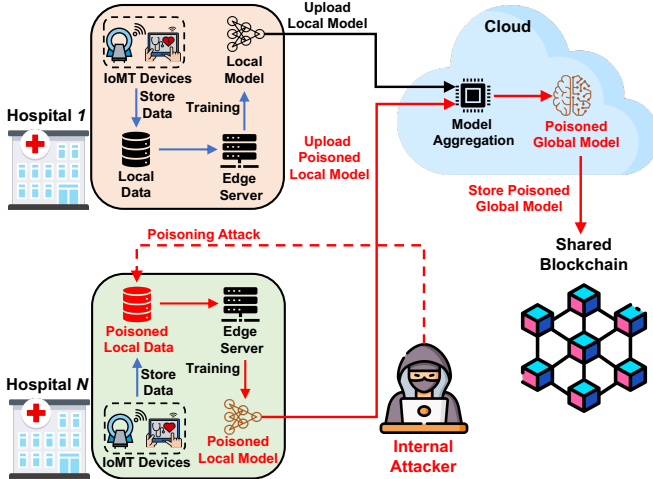 Upload
Local Model
Cloud
IoMT Devices
Local
Model
Store
Data
Training
Hospital 1
Local
Data
Edge
Server
Upload
Poisoned
Local Model
Model
Aggregation
Poisoned
Global Model
Store Poisoned
Global Model
Shared
Blockchain
Poisoning Attack
Poisoned
Local Data
Edge
Server
Training
Hospital N
Store
Data
IoMT Devices
Poisoned
Local Model
Internal
Attacker